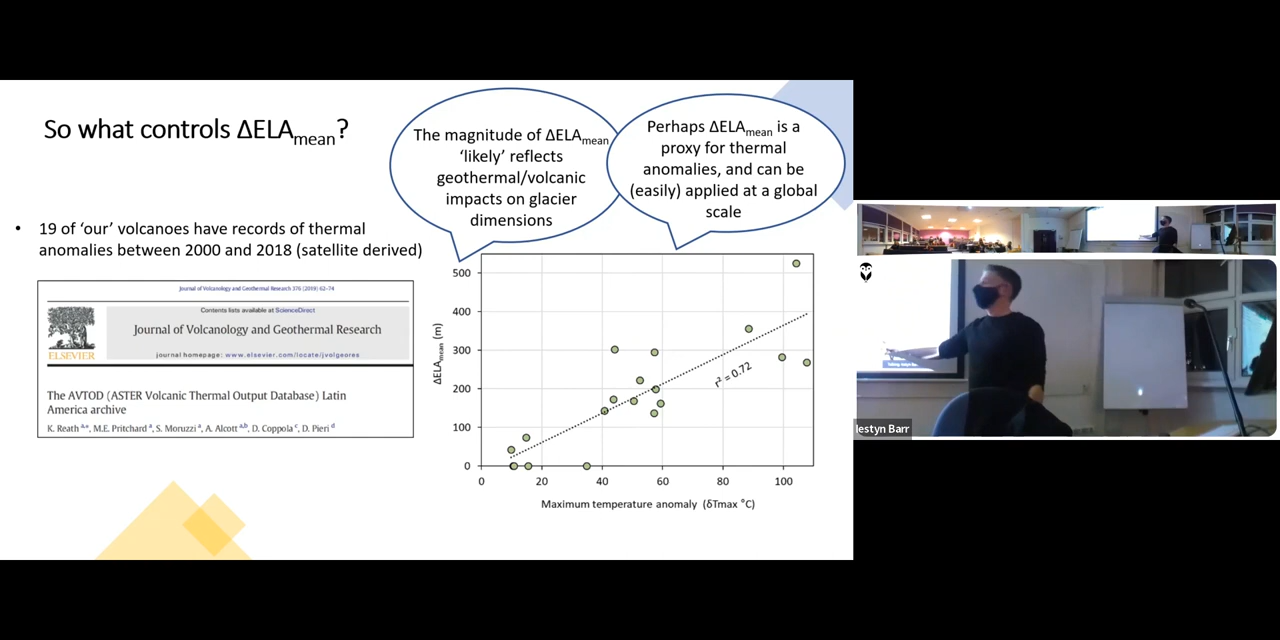 So what controls ΔELAmean?
The magnitude of ΔELAmean
‘likely’ reflects
geothermal/volcanic
impacts on glacier
dimensions
Perhaps ΔELAmean is a
proxy for thermal
anomalies, and can be
(easily) applied at a global
scale
• 19 of ‘our’ volcanoes have records of thermal
anomalies between 2000 and 2018 (satellite derived)
Journal of Volcanology and Geothermal Research 376 (2019) 62–74
Contents lists available at ScienceDirect
Journal of Volcanology and Geothermal Research
ELSEVIER
journal homepage: www.elsevier.com/locate/jvolgeores
The AVTOD (ASTER Volcanic Thermal Output Database) Latin
America archive
K. Reath a,*, M.E. Pritchard a, S. Moruzzi a, A. Alcott a,b, D. Coppola c, D. Pieri d
ΔELAmean (m)
500
400
300
200
100
0
r² = 0.72
0 20 40 60 80 100
Maximum temperature anomaly (δTmax °C)
Iestyn Barr